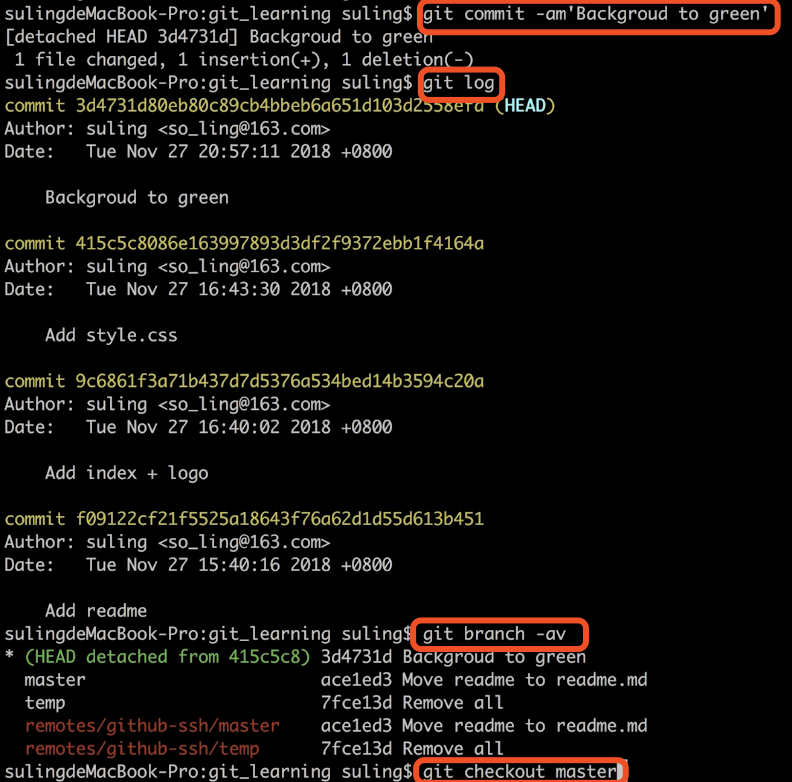 sulingdeMacBook-Pro:git_learning suling$ git commit -am'Backgroud to green'
[detached HEAD 3d4731d] Backgroud to green
1 file changed, 1 insertion(+), 1 deletion(-)
sulingdeMacBook-Pro:git_learning suling$ git log
commit 3d4731d80eb80c89cb4bbeb6a651d103d2558efd (HEAD)
Author: suling <so_ling@163.com>
Date:   Tue Nov 27 20:57:11 2018 +0800
Backgroud to green
commit 415c5c8086e163997893d3df2f9372ebb1f4164a
Author: suling <so_ling@163.com>
Date:   Tue Nov 27 16:43:30 2018 +0800
Add style.css
commit 9c6861f3a71b437d7d5376a534bed14b3594c20a
Author: suling <so_ling@163.com>
Date:   Tue Nov 27 16:40:02 2018 +0800
Add index + logo
commit f09122cf21f5525a18643f76a62d1d55d613b451
Author: suling <so_ling@163.com>
Date:   Tue Nov 27 15:40:16 2018 +0800
Add readme
sulingdeMacBook-Pro:git_learning suling$ git branch -av
* (HEAD detached from 415c5c8) 3d4731d Backgroud to green
master                       ace1ed3 Move readme to readme.md
temp                         7fce13d Remove all
remotes/github-ssh/master    ace1ed3 Move readme to readme.md
remotes/github-ssh/temp      7fce13d Remove all
sulingdeMacBook-Pro:git_learning suling$ git checkout master